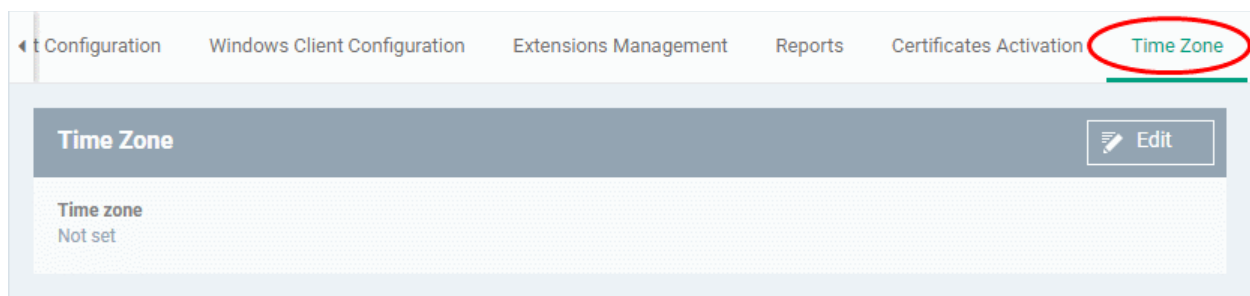 t Configuration Windows Client Configuration Extensions Management Reports Certificates Activation Time Zone
Time Zone Edit
Time zone
Not set